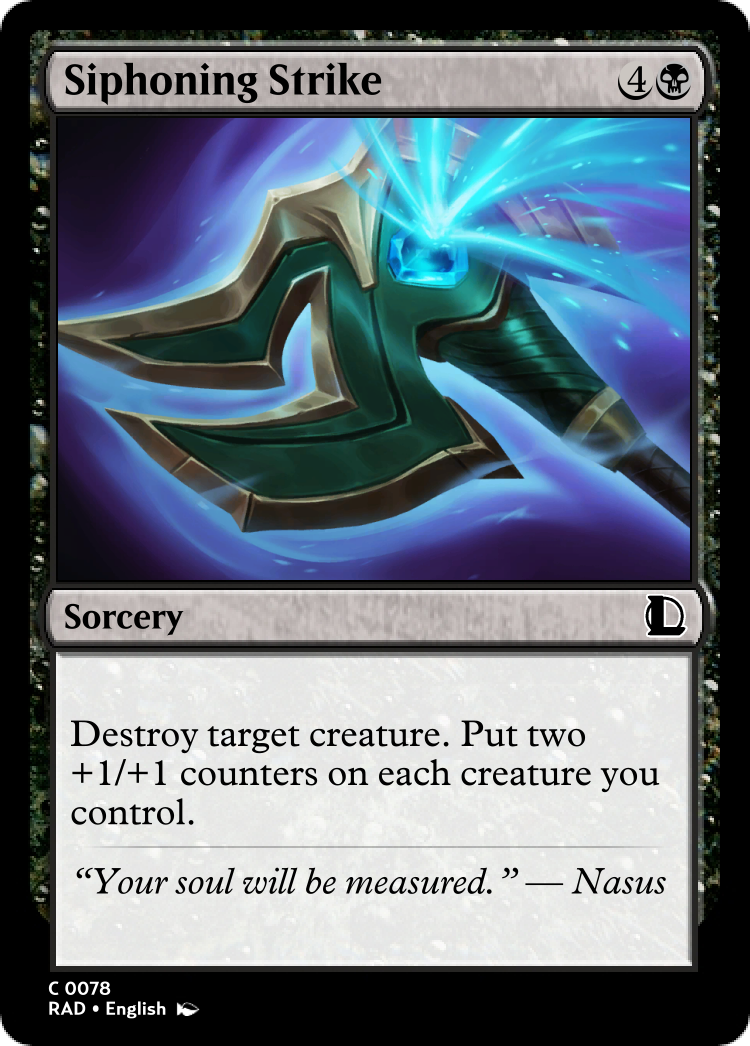 Siphoning Strike 4
Sorcery
Destroy target creature. Put two
+1/+1 counters on each creature you
control.
“Your soul will be measured.” — Nasus
C 0078
RAD • English